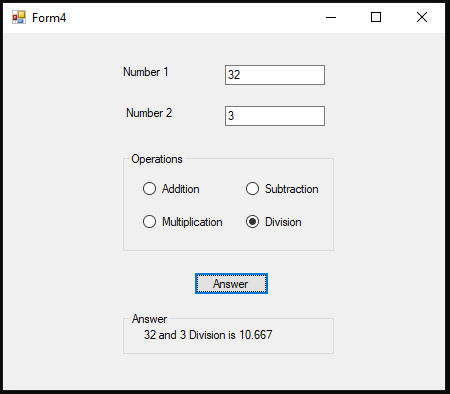 Form4
Number 1 32
Number 2 3
Operations
Addition Subtraction
Multiplication Division
Answer
Answer
32 and 3 Division is 10.667